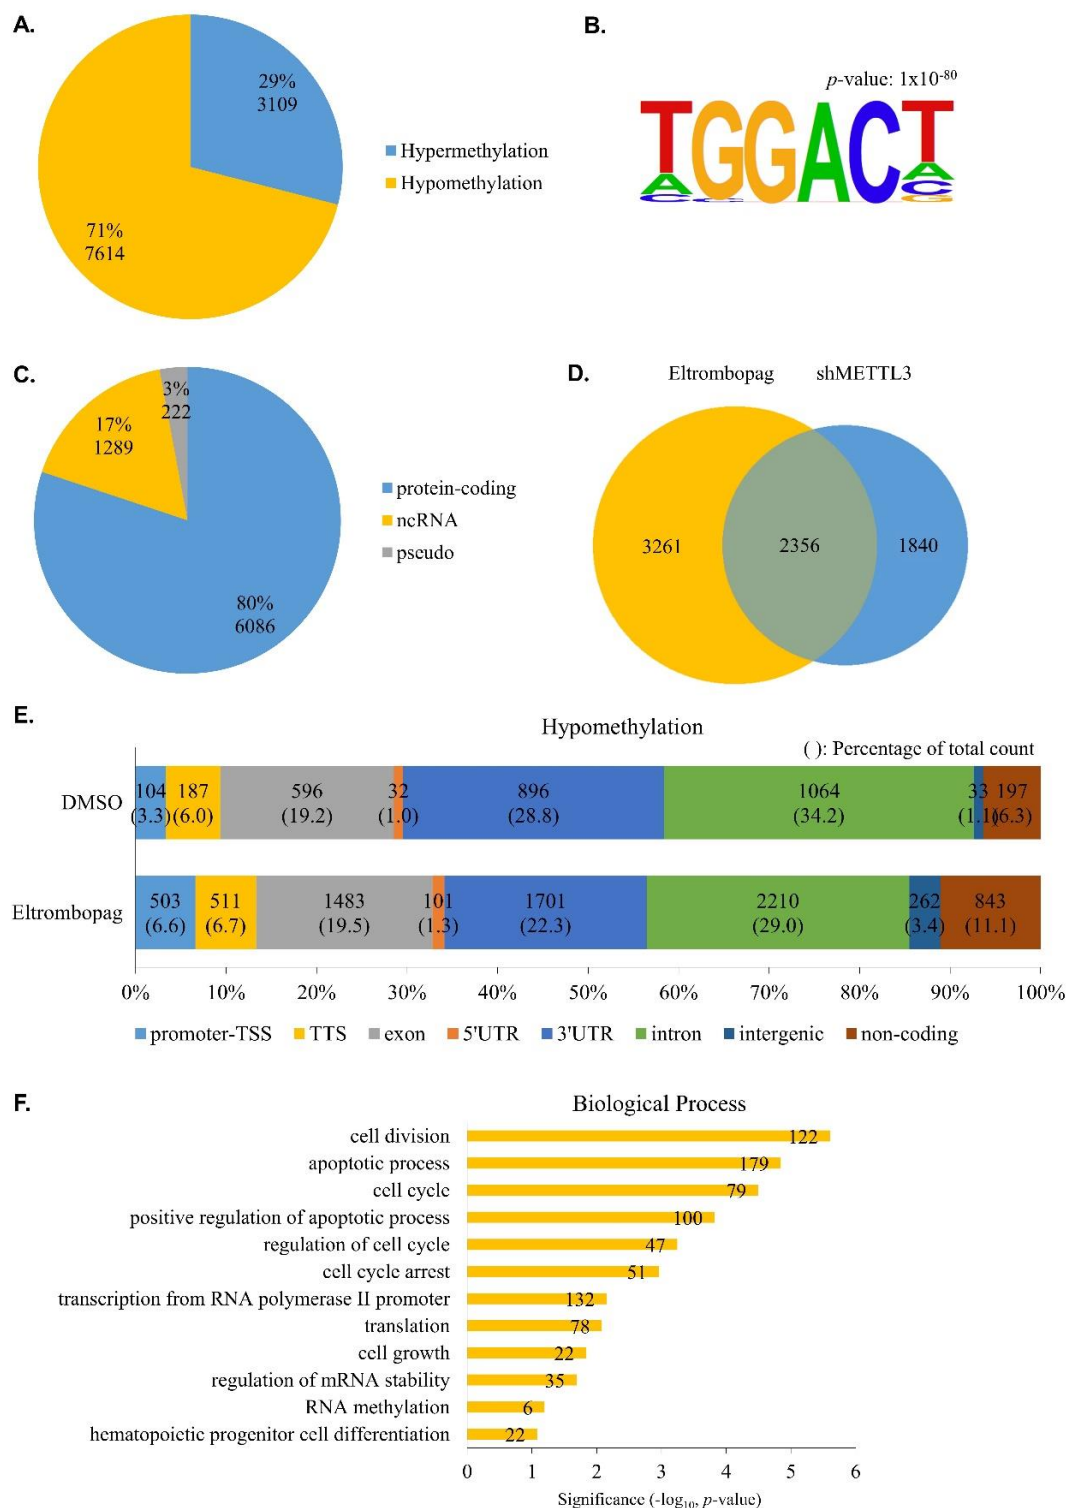 A.
29%
3109
71%
7614
Hypermethylation
Hypomethylation
B.
p-value: 1x10⁻⁸⁰
TGGACT
A A
C C C
G
C.
3%
222
17%
1289
80%
6086
protein-coding
ncRNA
pseudo
D.
Eltrombopag shMETTL3
3261 2356 1840
E.
Hypomethylation
( ): Percentage of total count
DMSO
104 187 596 32 896 1064 33 197
(3.3) (6.0) (19.2) (1.0) (28.8) (34.2) (1.1) (6.3)
Eltrombopag
503 511 1483 101 1701 2210 262 843
(6.6) (6.7) (19.5) (1.3) (22.3) (29.0) (3.4) (11.1)
0% 10% 20% 30% 40% 50% 60% 70% 80% 90% 100%
promoter-TSS TTS exon 5'UTR 3'UTR intron intergenic non-coding
F.
Biological Process
cell division 122
apoptotic process 179
cell cycle 79
positive regulation of apoptotic process 100
regulation of cell cycle 47
cell cycle arrest 51
transcription from RNA polymerase II promoter 132
translation 78
cell growth 22
regulation of mRNA stability 35
RNA methylation 6
hematopoietic progenitor cell differentiation 22
0 1 2 3 4 5 6
Significance (-log₁₀, p-value)